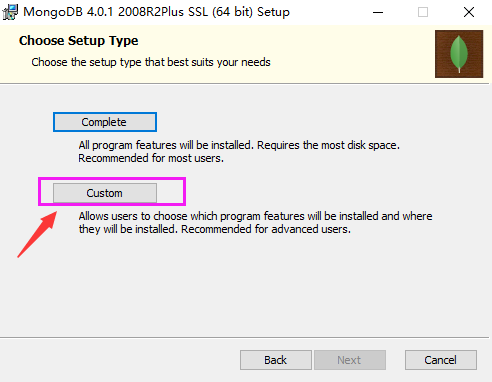 MongoDB 4.0.1 2008R2Plus SSL (64 bit) Setup
Choose Setup Type
Choose the setup type that best suits your needs
Complete
All program features will be installed. Requires the most disk space.
Recommended for most users.
Custom
Allows users to choose which program features will be installed and where
they will be installed. Recommended for advanced users.
Back
Next
Cancel